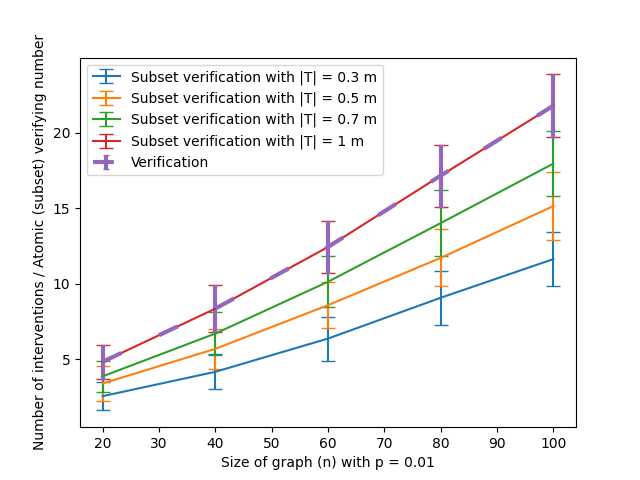 Number of interventions / Atomic (subset) verifying number
20
15
10
5
Subset verification with |T| = 0.3 m
Subset verification with |T| = 0.5 m
Subset verification with |T| = 0.7 m
Subset verification with |T| = 1 m
Verification
20 30 40 50 60 70 80 90 100
Size of graph (n) with p = 0.01